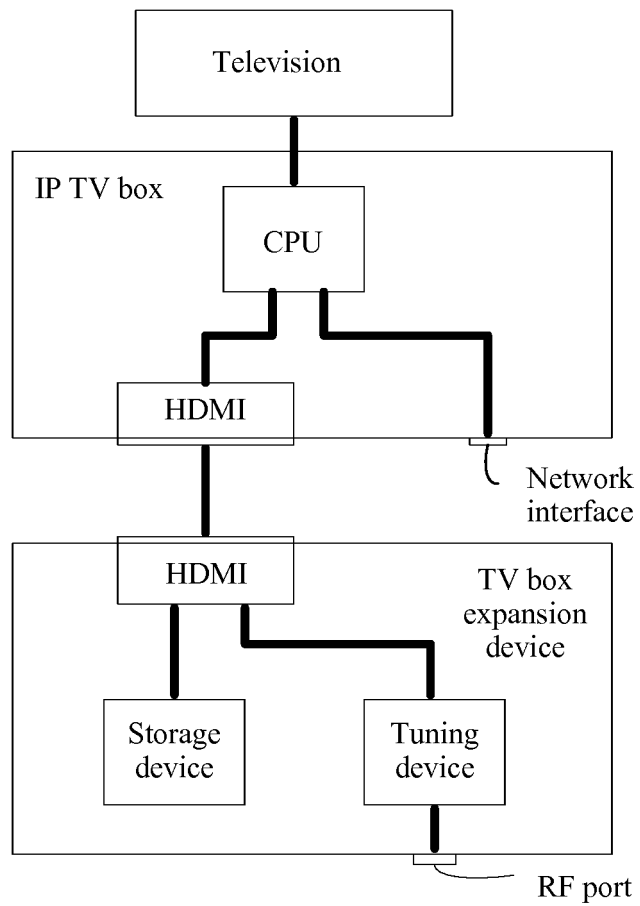 Television
IP TV box
CPU
HDMI
Network
interface
HDMI
TV box
expansion
device
Storage
device
Tuning
device
RF port